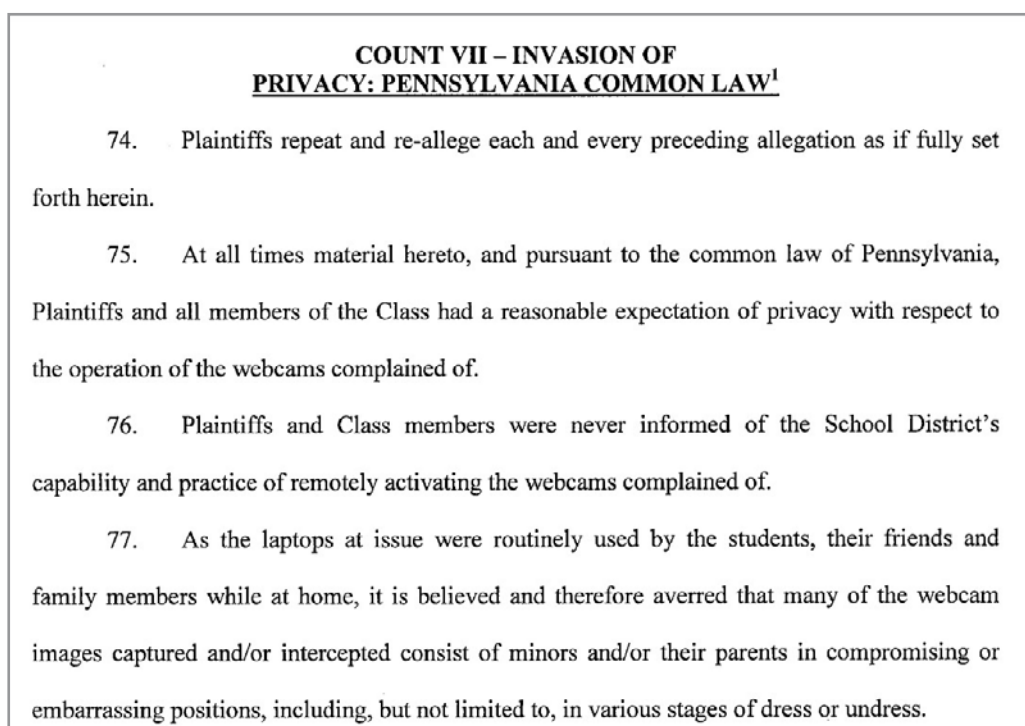 COUNT VII – INVASION OF
PRIVACY: PENNSYLVANIA COMMON LAW¹
74. Plaintiffs repeat and re-allege each and every preceding allegation as if fully set
forth herein.
75. At all times material hereto, and pursuant to the common law of Pennsylvania,
Plaintiffs and all members of the Class had a reasonable expectation of privacy with respect to
the operation of the webcams complained of.
76. Plaintiffs and Class members were never informed of the School District's
capability and practice of remotely activating the webcams complained of.
77. As the laptops at issue were routinely used by the students, their friends and
family members while at home, it is believed and therefore averred that many of the webcam
images captured and/or intercepted consist of minors and/or their parents in compromising or
embarrassing positions, including, but not limited to, in various stages of dress or undress.